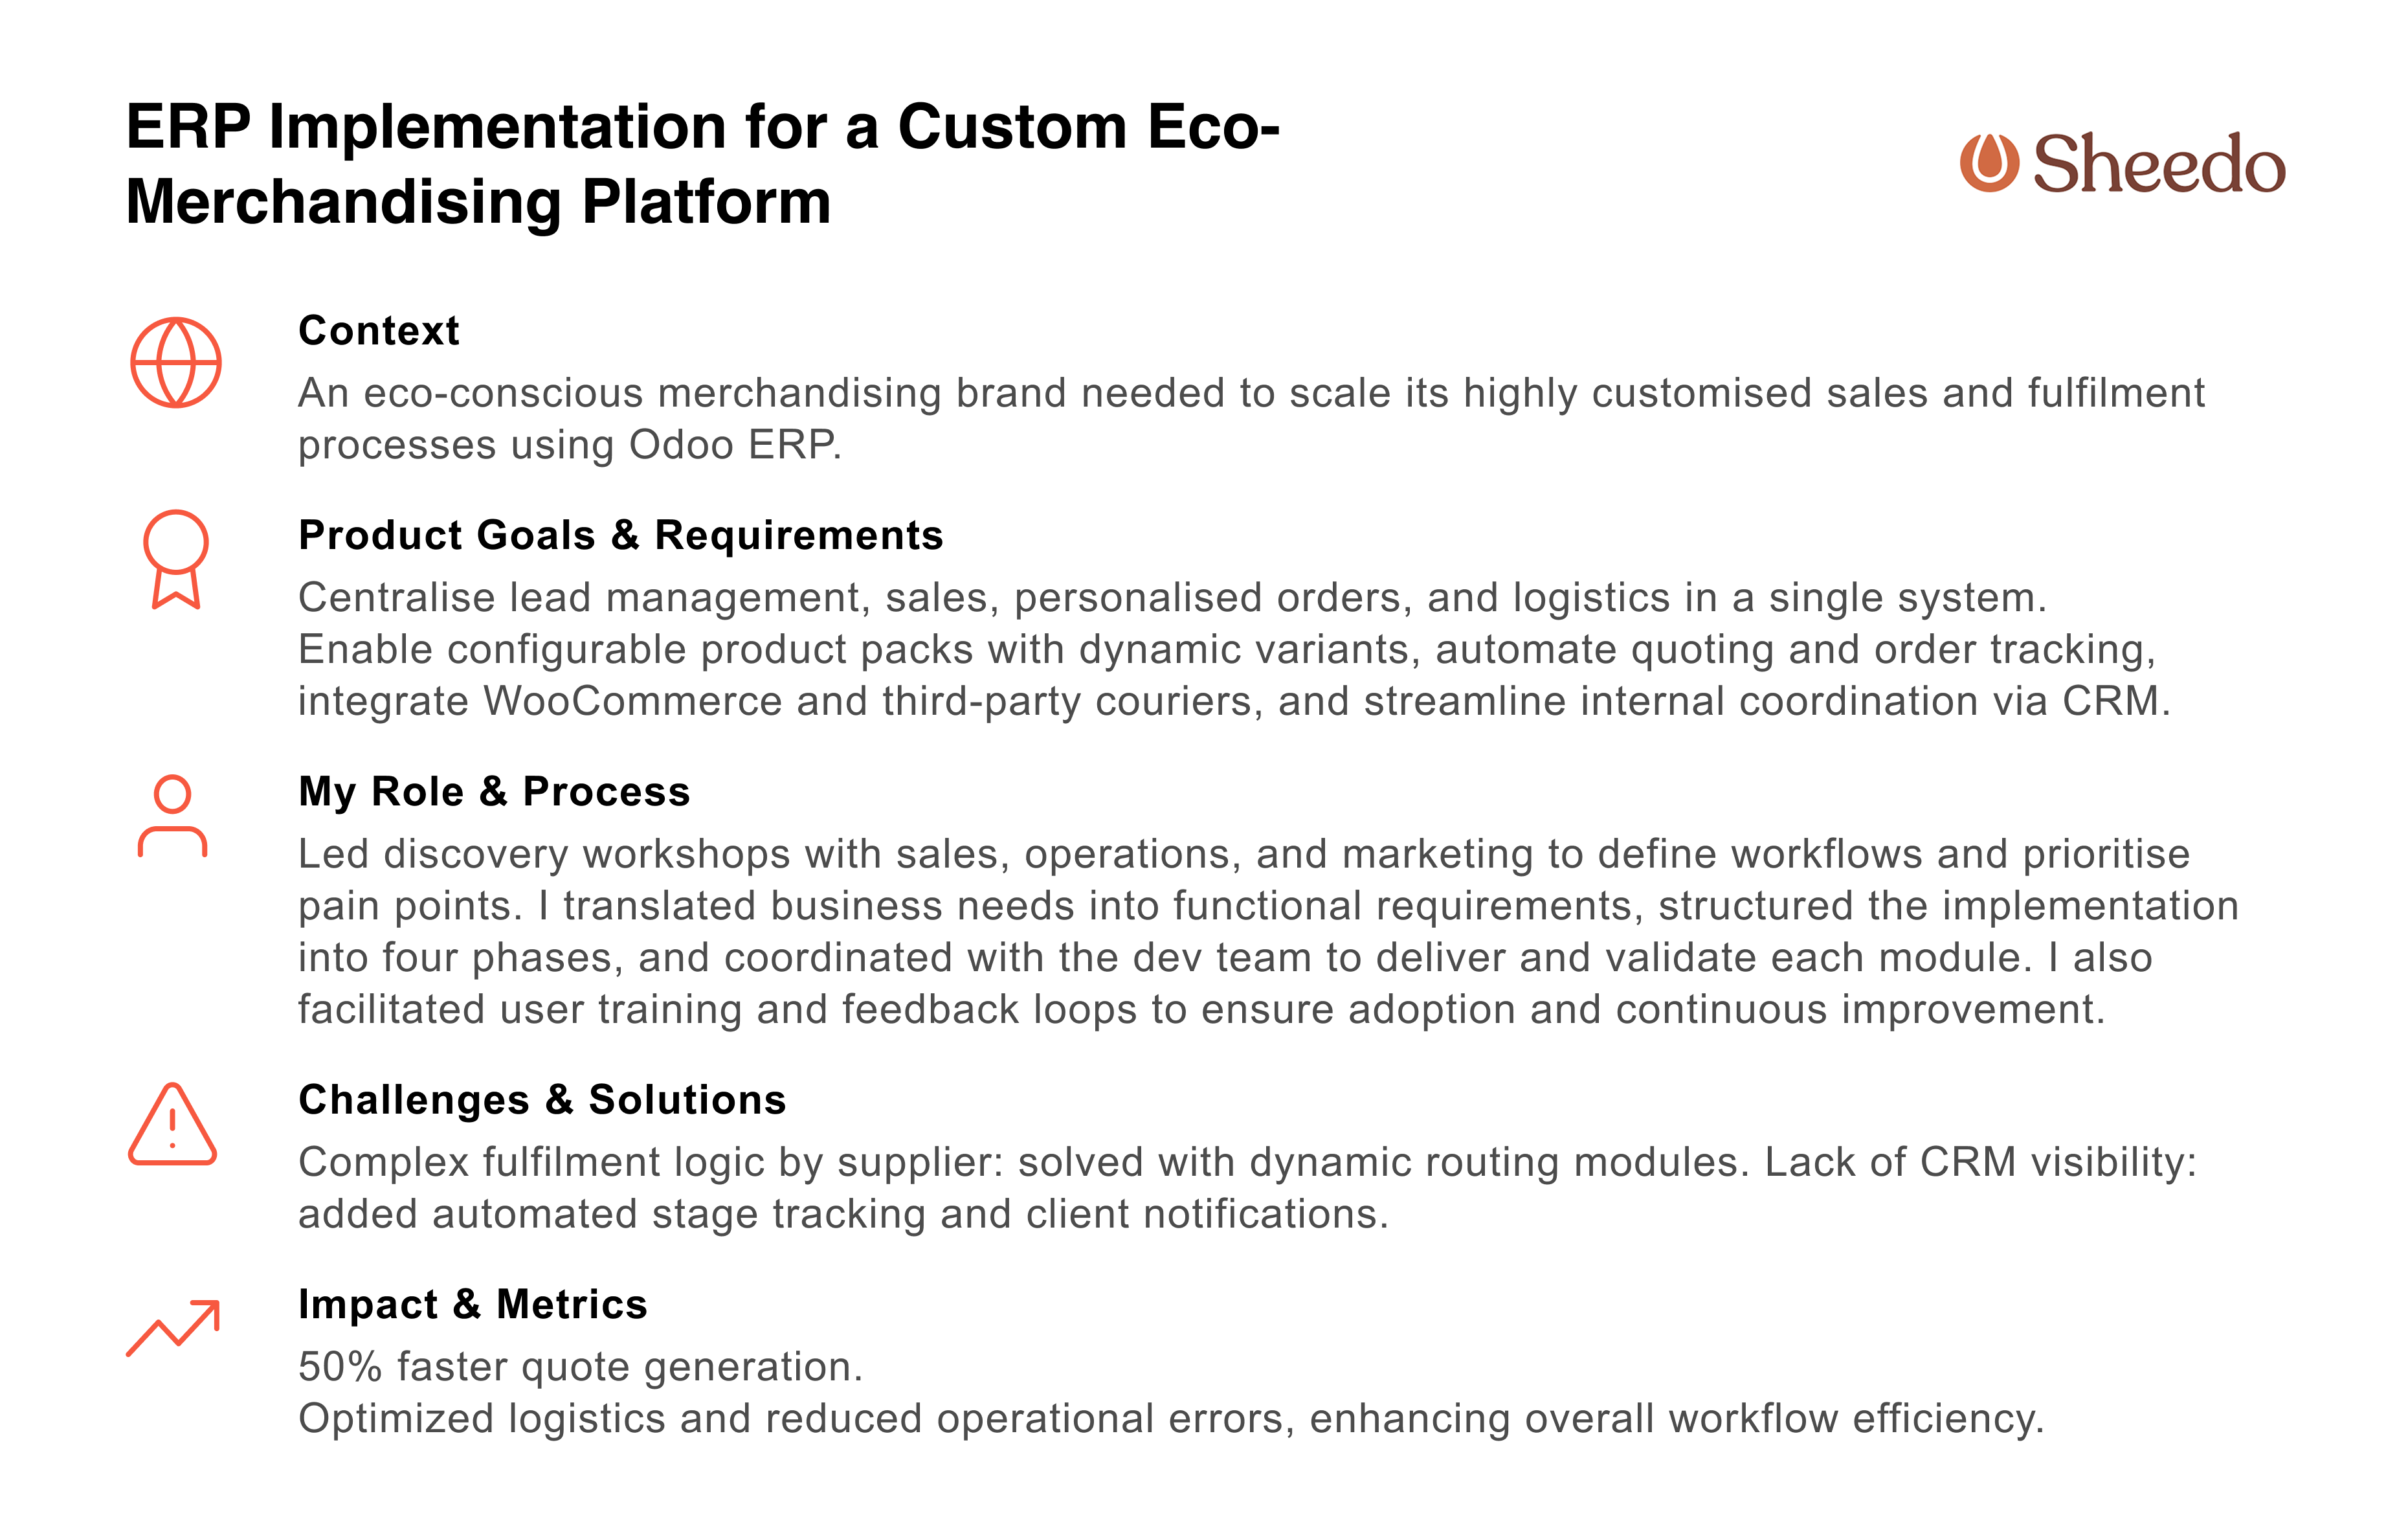 ERP Implementation for a Custom Eco-
Merchandising Platform
Sheedo
Context
An eco-conscious merchandising brand needed to scale its highly customised sales and fulfilment
processes using Odoo ERP.
Product Goals & Requirements
Centralise lead management, sales, personalised orders, and logistics in a single system.
Enable configurable product packs with dynamic variants, automate quoting and order tracking,
integrate WooCommerce and third-party couriers, and streamline internal coordination via CRM.
My Role & Process
Led discovery workshops with sales, operations, and marketing to define workflows and prioritise
pain points. I translated business needs into functional requirements, structured the implementation
into four phases, and coordinated with the dev team to deliver and validate each module. I also
facilitated user training and feedback loops to ensure adoption and continuous improvement.
Challenges & Solutions
Complex fulfilment logic by supplier: solved with dynamic routing modules. Lack of CRM visibility:
added automated stage tracking and client notifications.
Impact & Metrics
50% faster quote generation.
Optimized logistics and reduced operational errors, enhancing overall workflow efficiency.